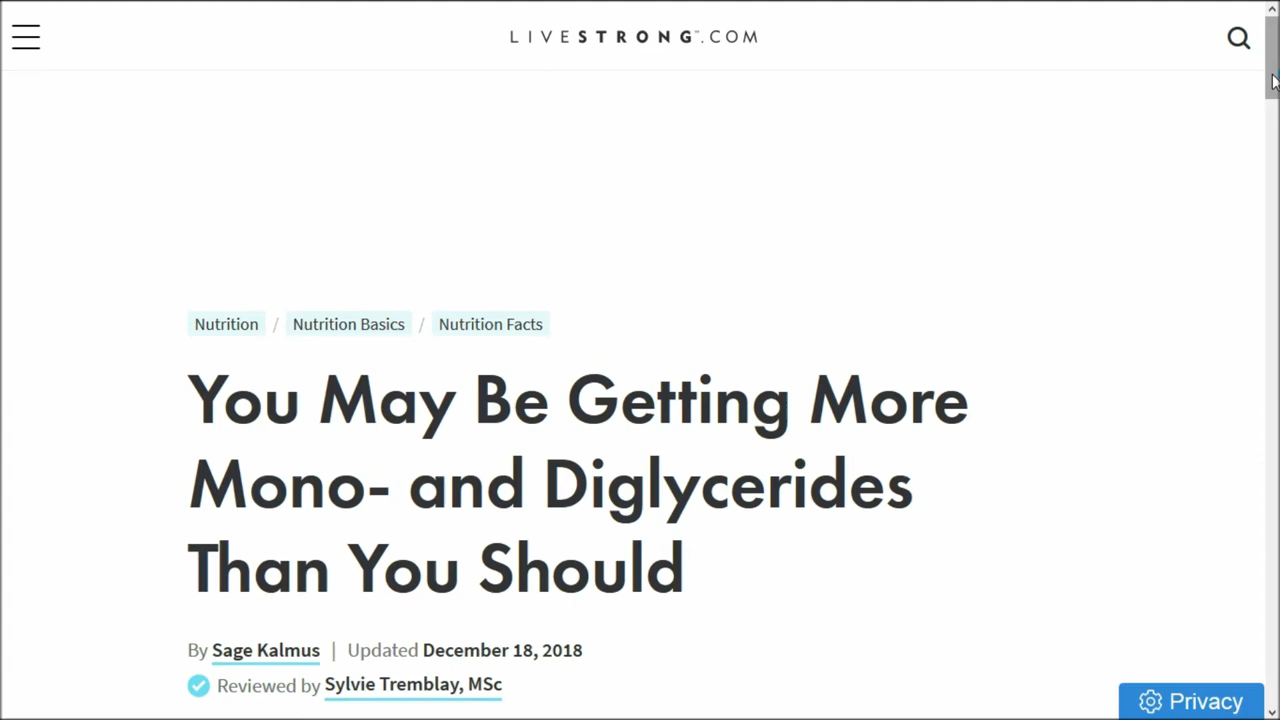 LIVESTRONG™.COM
Nutrition / Nutrition Basics / Nutrition Facts
You May Be Getting More
Mono- and Diglycerides
Than You Should
By Sage Kalmus | Updated December 18, 2018
Reviewed by Sylvie Tremblay, MSc
Privacy